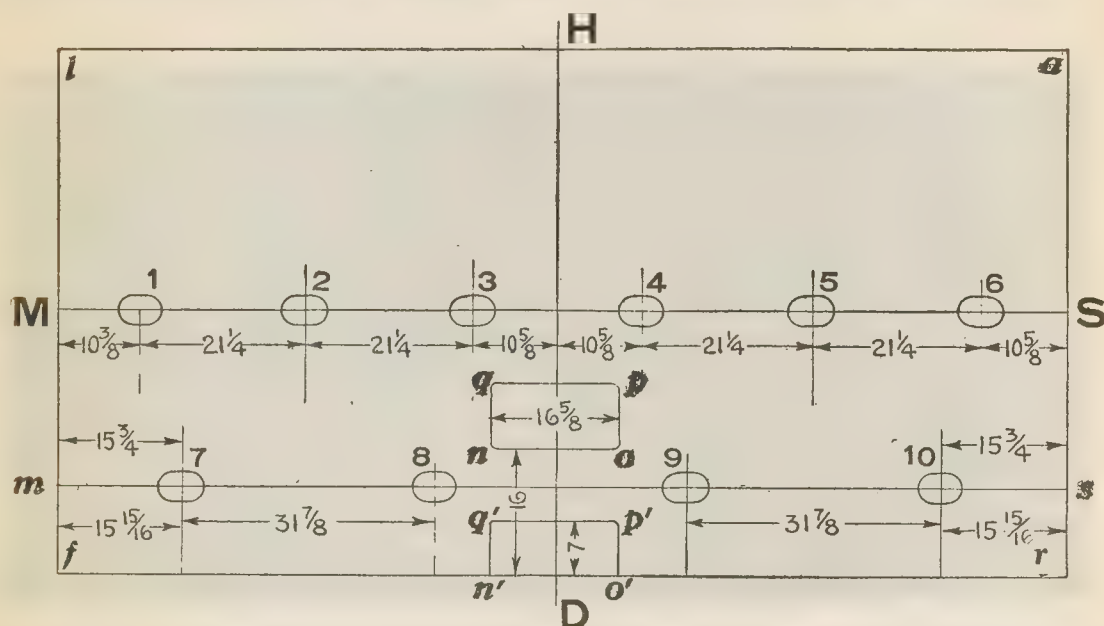 H
l a
1 2 3 4 5 6
M S
10 3/8 21 1/4 21 1/4 10 5/8 10 5/8 21 1/4 21 1/4 10 5/8
q p
16 5/8
15 3/4 15 3/4
n o
7 8 9 10
m s
16
15 15/16 31 7/8 q' p' 31 7/8 15 15/16
7
f r
n' o'
D